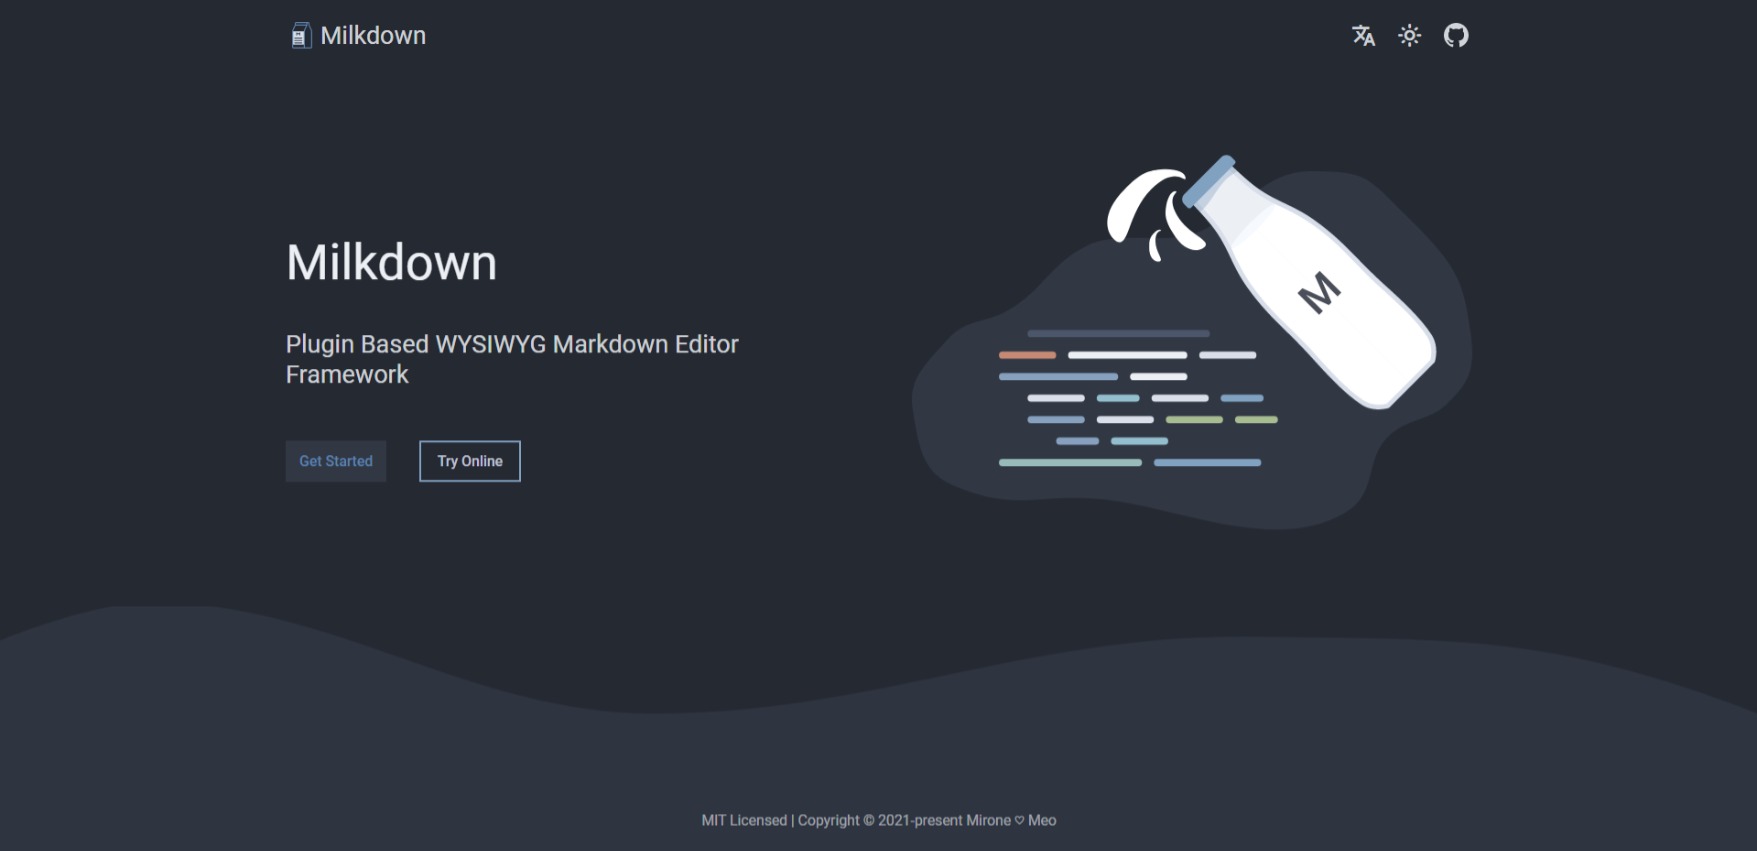 Milkdown
Milkdown
Plugin Based WYSIWYG Markdown Editor
Framework
Get Started
Try Online
M
MIT Licensed | Copyright © 2021-present Mirone ♡ Meo